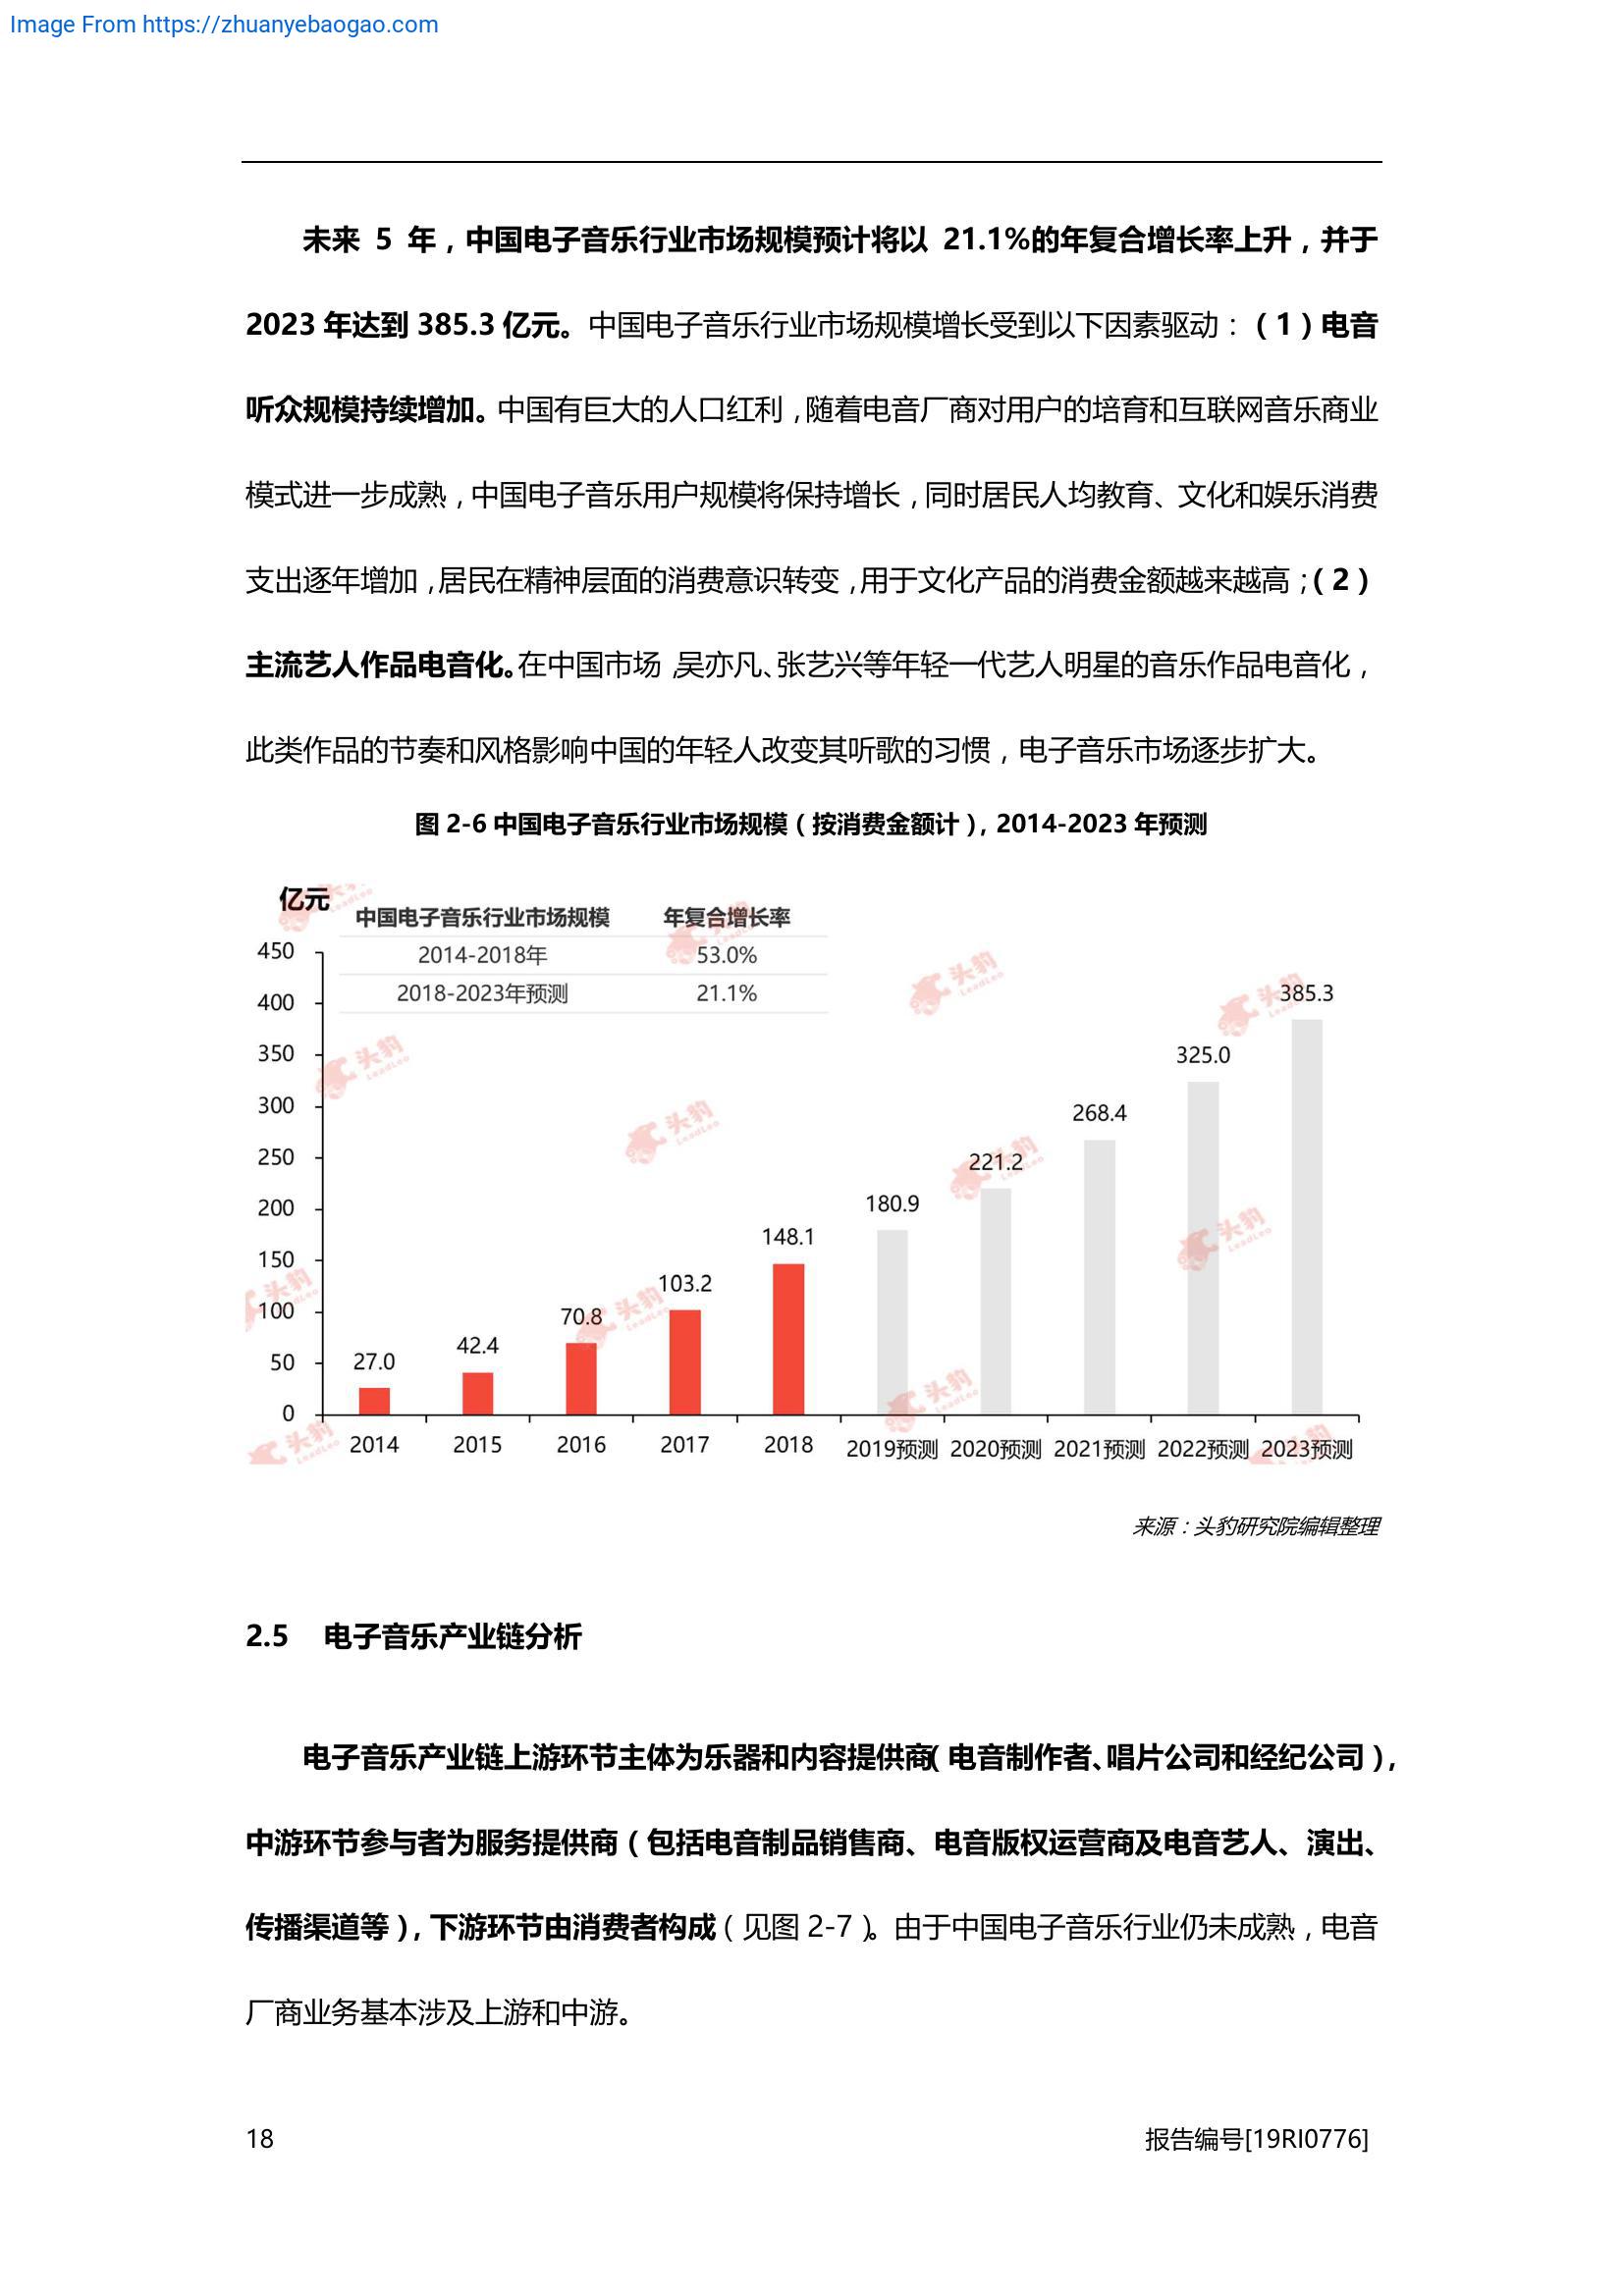 Image From https://zhuanyebaogao.com
未来 5 年，中国电子音乐行业市场规模预计将以 21.1%的年复合增长率上升，并于
2023 年达到 385.3 亿元。中国电子音乐行业市场规模增长受到以下因素驱动：（1）电音
听众规模持续增加。中国有巨大的人口红利，随着电音厂商对用户的培育和互联网音乐商业
模式进一步成熟，中国电子音乐用户规模将保持增长，同时居民人均教育、文化和娱乐消费
支出逐年增加，居民在精神层面的消费意识转变，用于文化产品的消费金额越来越高；（2）
主流艺人作品电音化。在中国市场，吴亦凡、张艺兴等年轻一代艺人明星的音乐作品电音化，
此类作品的节奏和风格影响中国的年轻人改变其听歌的习惯，电子音乐市场逐步扩大。
图 2-6 中国电子音乐行业市场规模（按消费金额计），2014-2023 年预测
亿元
中国电子音乐行业市场规模 年复合增长率
2014-2018年 53.0%
2018-2023年预测 21.1%
450
400
350
300
250
200
150
100
50
0
27.0
42.4
70.8
103.2
148.1
180.9
221.2
268.4
325.0
385.3
2014 2015 2016 2017 2018 2019预测 2020预测 2021预测 2022预测 2023预测
头豹
LeadLeo
来源：头豹研究院编辑整理
2.5 电子音乐产业链分析
电子音乐产业链上游环节主体为乐器和内容提供商（电音制作者、唱片公司和经纪公司），
中游环节参与者为服务提供商（包括电音制品销售商、电音版权运营商及电音艺人、演出、
传播渠道等），下游环节由消费者构成（见图 2-7）。由于中国电子音乐行业仍未成熟，电音
厂商业务基本涉及上游和中游。
18
报告编号[19RI0776]